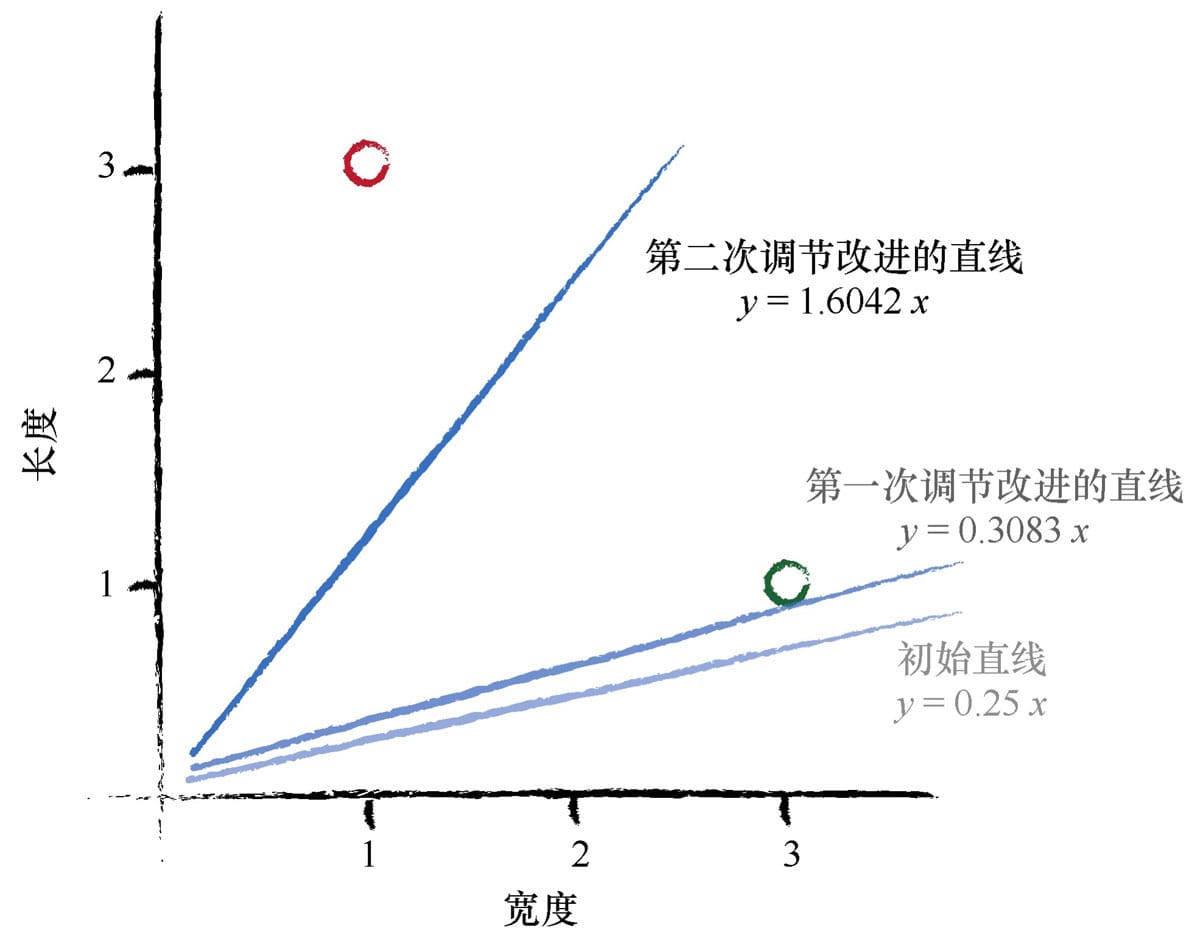 3
第二次调节改进的直线
y = 1.6042 x
2
长度
第一次调节改进的直线
y = 0.3083 x
1
初始直线
y = 0.25 x
1 2 3
宽度